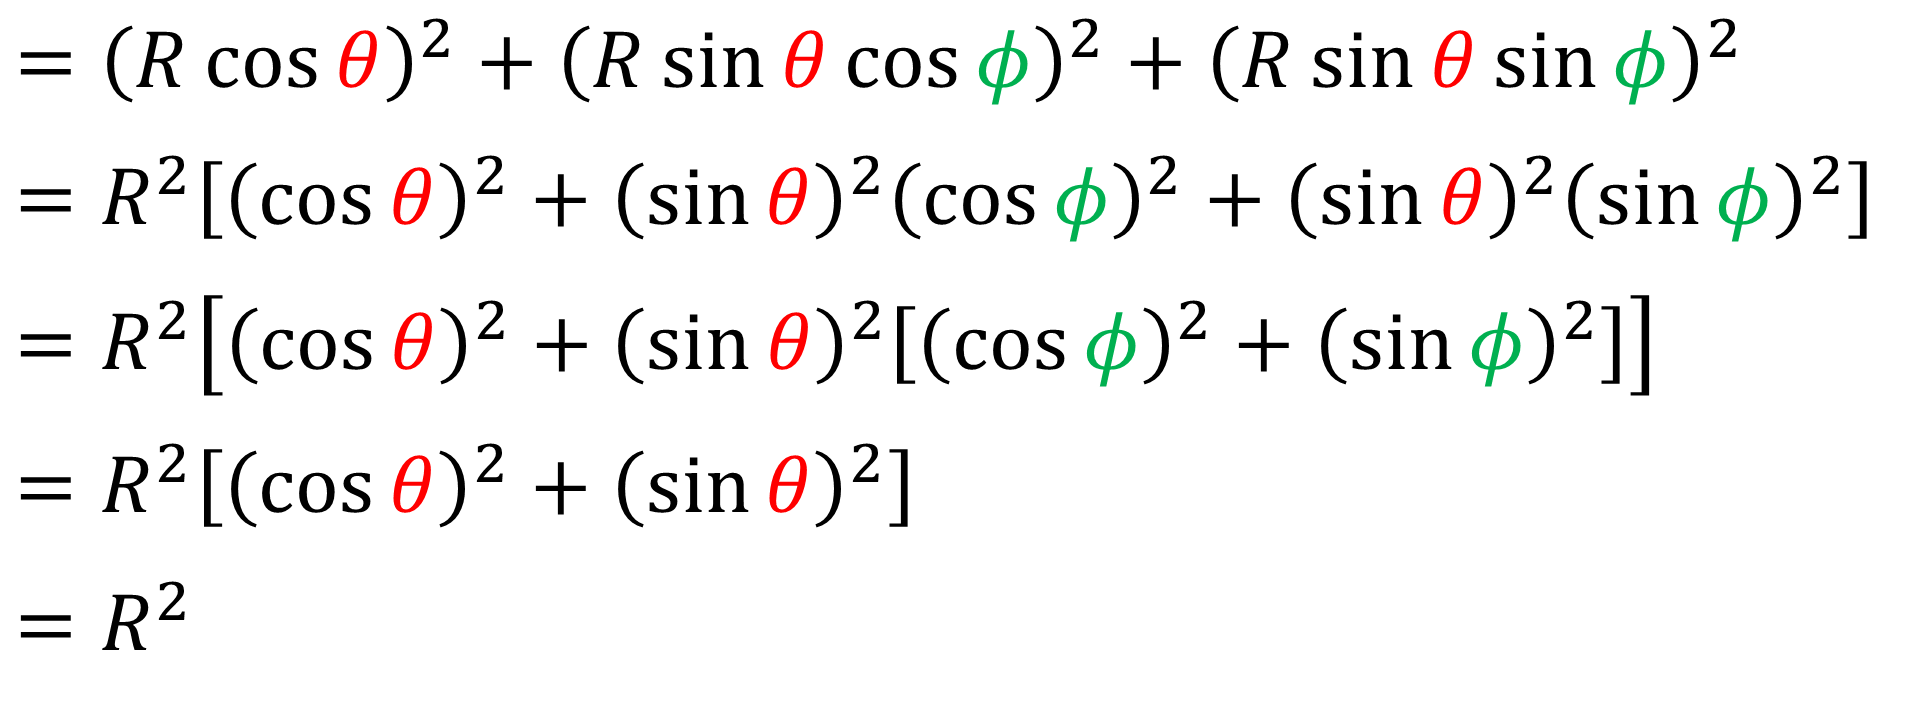 = (R cos θ)² + (R sin θ cos ϕ)² + (R sin θ sin ϕ)²
= R²[(cos θ)² + (sin θ)²(cos ϕ)² + (sin θ)²(sin ϕ)²]
= R²[(cos θ)² + (sin θ)²[(cos ϕ)² + (sin ϕ)²]]
= R²[(cos θ)² + (sin θ)²]
= R²